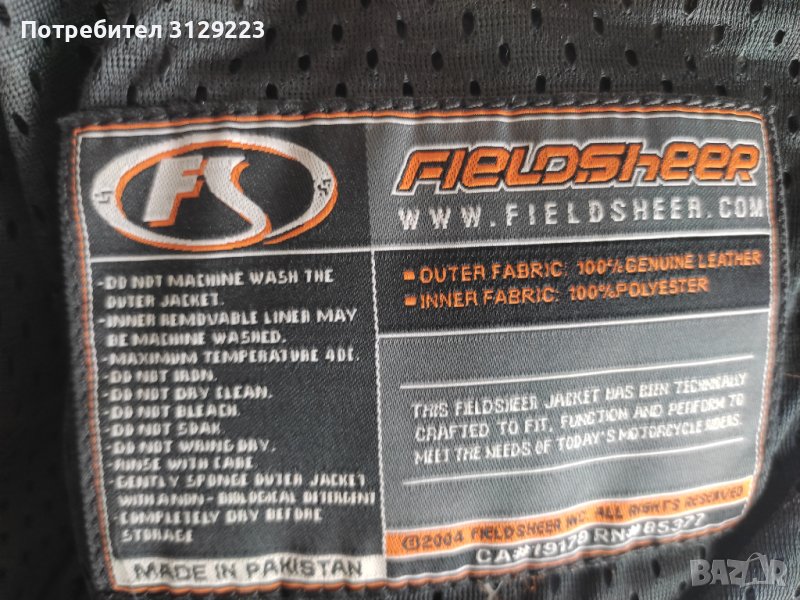 Потребител 3129223
FS
FIELDSHEER
WWW.FIELDSHEER.COM
-DO NOT MACHINE WASH THE
OUTER JACKET.
-INNER REMOVABLE LINER MAY
BE MACHINE WASHED.
-MAXIMUM TEMPERATURE 40C.
-DO NOT IRON.
-DO NOT DRY CLEAN.
-DO NOT BLEACH.
-DO NOT SOAK.
-DO NOT WRING DRY.
-RINSE WITH CARE.
-GENTLY SPONGE OUTER JACKET
WITH A NON - BIOLOGICAL DETERGENT
-COMPLETELY DRY BEFORE
STORAGE
MADE IN PAKISTAN
OUTER FABRIC: 100% GENUINE LEATHER
INNER FABRIC: 100% POLYESTER
THIS FIELDSHEER JACKET HAS BEEN TECHNICALLY
CRAFTED TO FIT, FUNCTION AND PERFORM TO
MEET THE NEEDS OF TODAY'S MOTORCYCLE RIDERS.
©2004 FIELDSHEER INC. ALL RIGHTS RESERVED
CA#19179 RN#85377
BAZAR